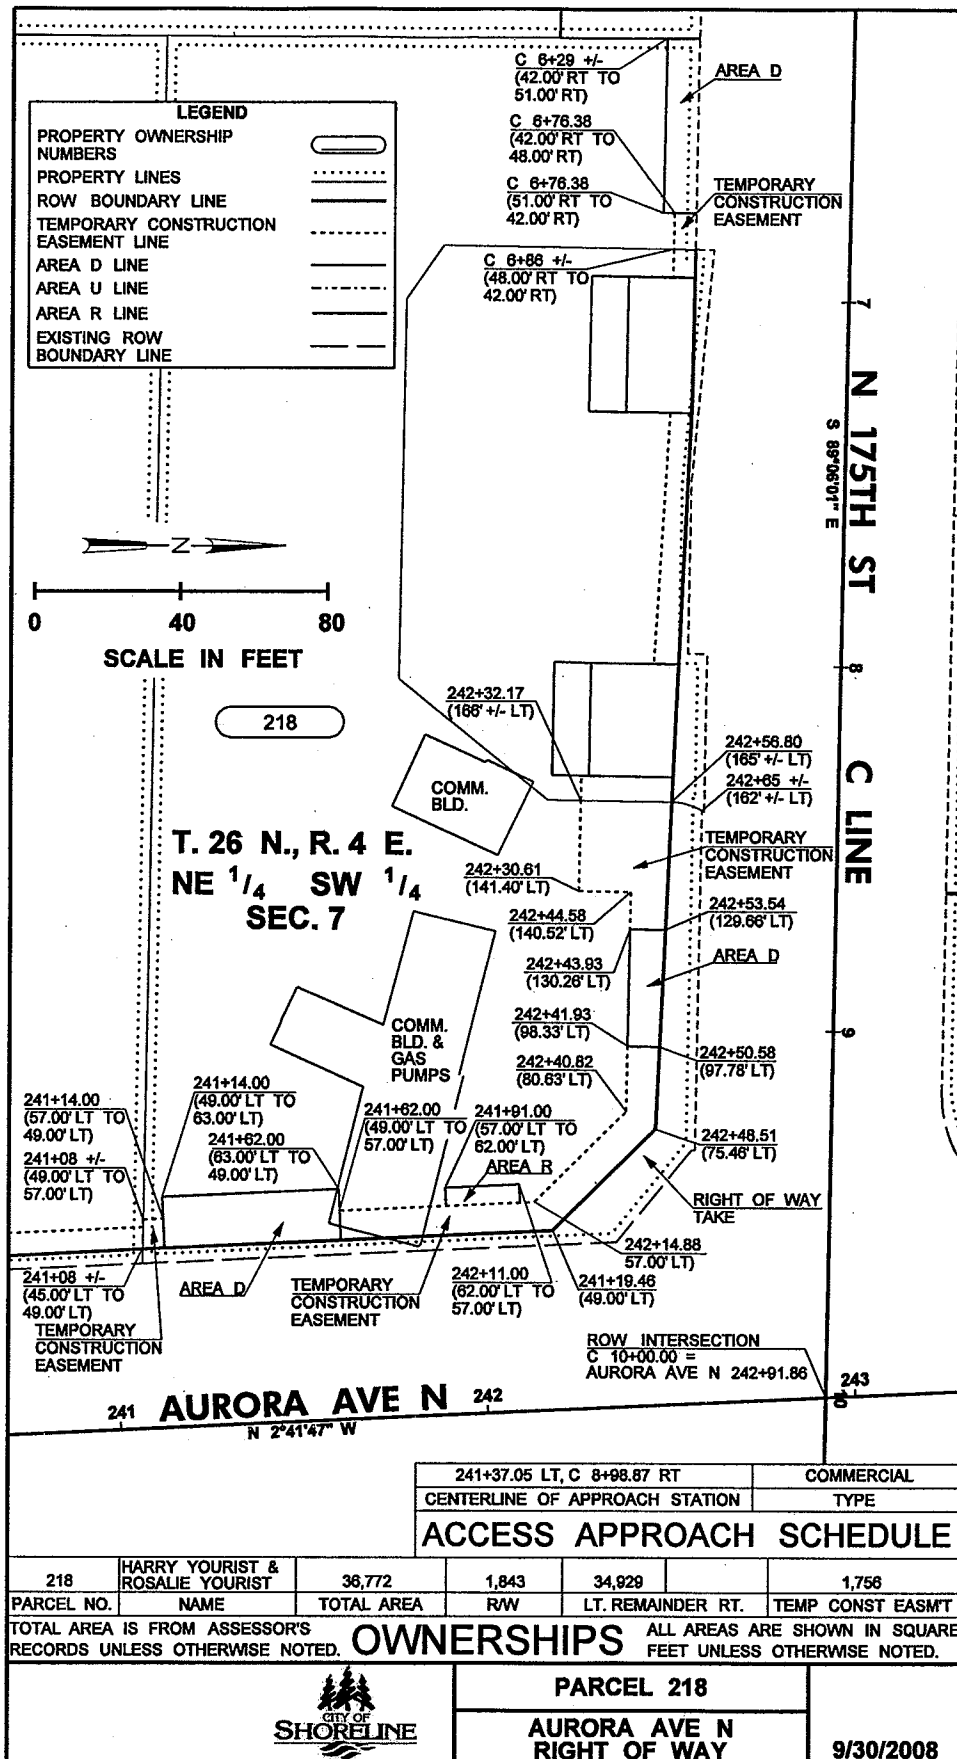 C 6+29 +/-
(42.00' RT TO
51.00' RT)
AREA D
C 6+76.38
(42.00' RT TO
48.00' RT)
C 6+76.38
(51.00' RT TO
42.00' RT)
TEMPORARY
CONSTRUCTION
EASEMENT
C 6+86 +/-
(48.00' RT TO
42.00' RT)
LEGEND
PROPERTY OWNERSHIP
NUMBERS
PROPERTY LINES
ROW BOUNDARY LINE
TEMPORARY CONSTRUCTION
EASEMENT LINE
AREA D LINE
AREA U LINE
AREA R LINE
EXISTING ROW
BOUNDARY LINE
7
N 175TH ST
S 89°06'01" E
N
0 40 80
SCALE IN FEET
8
218
242+32.17
(166' +/- LT)
242+56.80
(165' +/- LT)
242+65 +/-
(162' +/- LT)
C LINE
COMM.
BLD.
T. 26 N., R. 4 E.
NE 1/4 SW 1/4
SEC. 7
TEMPORARY
CONSTRUCTION
EASEMENT
242+30.61
(141.40' LT)
242+44.58
(140.52' LT)
242+53.54
(129.66' LT)
242+43.93
(130.26' LT)
AREA D
242+41.93
(98.33' LT)
9
COMM.
BLD. &
GAS
PUMPS
242+40.82
(80.63' LT)
242+50.58
(97.78' LT)
241+14.00
(57.00' LT TO
49.00' LT)
241+14.00
(49.00' LT TO
63.00' LT)
241+62.00
(63.00' LT TO
49.00' LT)
241+62.00
(49.00' LT TO
57.00' LT)
241+91.00
(57.00' LT TO
62.00' LT)
242+48.51
(75.46' LT)
241+08 +/-
(49.00' LT TO
57.00' LT)
AREA R
RIGHT OF WAY
TAKE
242+14.88
57.00' LT)
241+08 +/-
(45.00' LT TO
49.00' LT)
AREA D
TEMPORARY
CONSTRUCTION
EASEMENT
242+11.00
(62.00' LT TO
57.00' LT)
241+19.46
(49.00' LT)
TEMPORARY
CONSTRUCTION
EASEMENT
ROW INTERSECTION
C 10+00.00 =
AURORA AVE N 242+91.86
241 AURORA AVE N 242 243
10
N 2°41'47" W
241+37.05 LT, C 8+98.87 RT COMMERCIAL
CENTERLINE OF APPROACH STATION TYPE
ACCESS APPROACH SCHEDULE
218 HARRY YOURIST & ROSALIE YOURIST 36,772 1,843 34,929 1,756
PARCEL NO. NAME TOTAL AREA R/W LT. REMAINDER RT. TEMP CONST EASM'T
TOTAL AREA IS FROM ASSESSOR'S
RECORDS UNLESS OTHERWISE NOTED.
OWNERSHIPS
ALL AREAS ARE SHOWN IN SQUARE
FEET UNLESS OTHERWISE NOTED.
CITY OF
SHORELINE
PARCEL 218
AURORA AVE N
RIGHT OF WAY
9/30/2008